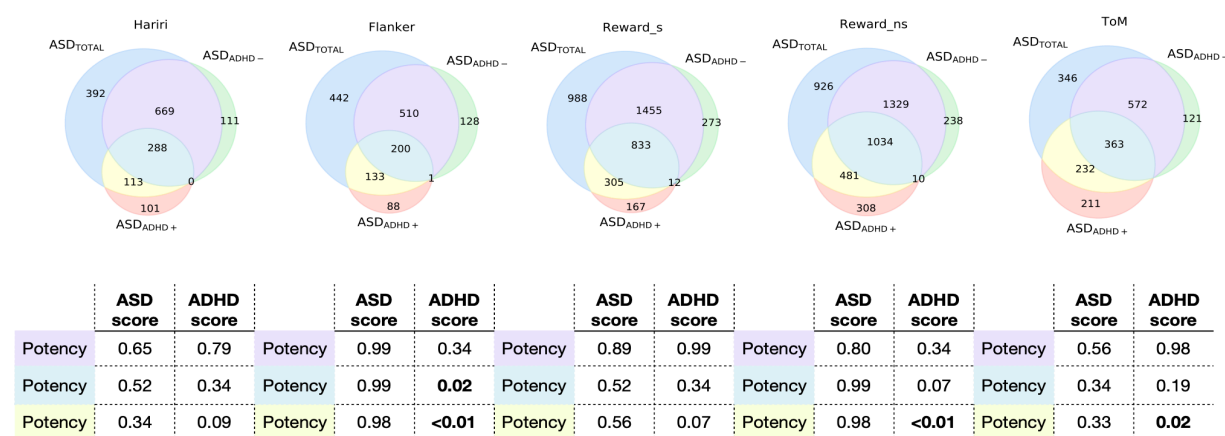 Hariri
ASDTOTAL
ASDADHD−
392
669
111
288
113
0
101
ASDADHD+
Flanker
ASDTOTAL
ASDADHD−
442
510
128
200
133
1
88
ASDADHD+
Reward_s
ASDTOTAL
ASDADHD−
988
1455
273
833
305
12
167
ASDADHD+
Reward_ns
ASDTOTAL
ASDADHD−
926
1329
238
1034
481
10
308
ASDADHD+
ToM
ASDTOTAL
ASDADHD−
346
572
121
363
232
211
ASDADHD+
ASD score ADHD score ASD score ADHD score ASD score ADHD score ASD score ADHD score ASD score ADHD score
Potency 0.65 0.79 Potency 0.99 0.34 Potency 0.89 0.99 Potency 0.80 0.34 Potency 0.56 0.98
Potency 0.52 0.34 Potency 0.99 0.02 Potency 0.52 0.34 Potency 0.99 0.07 Potency 0.34 0.19
Potency 0.34 0.09 Potency 0.98 <0.01 Potency 0.56 0.07 Potency 0.98 <0.01 Potency 0.33 0.02